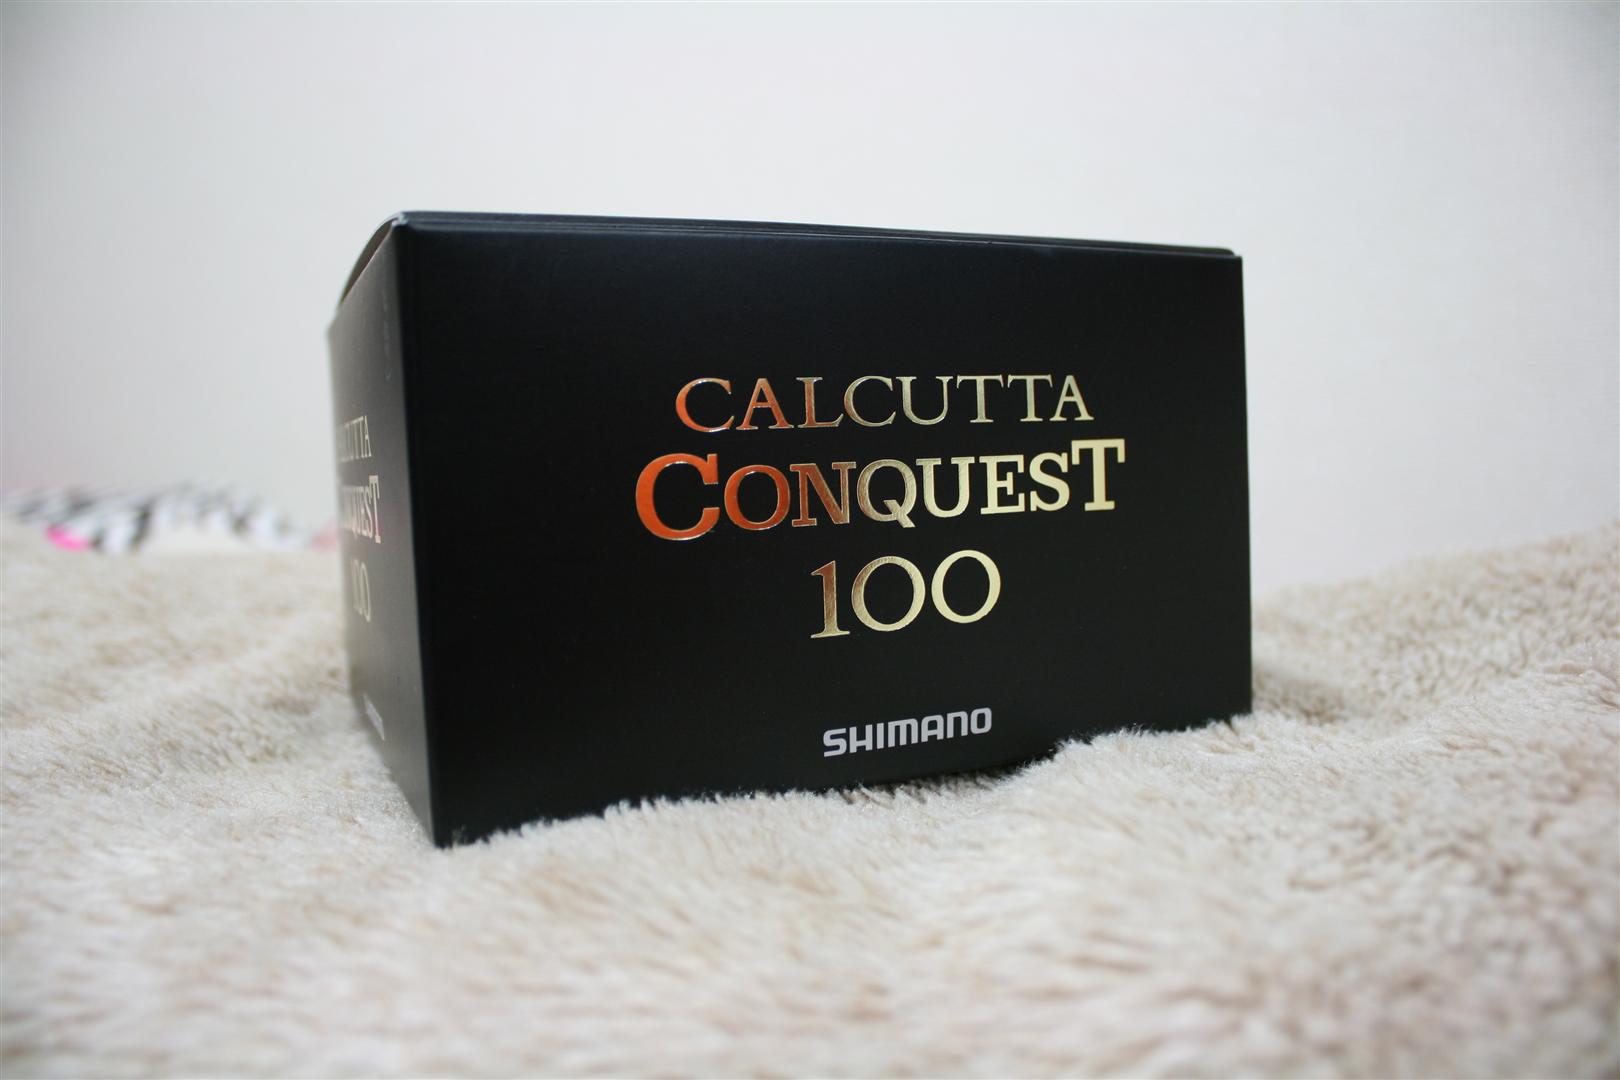 CALCUTTA
CONQUEST
100
SHIMANO